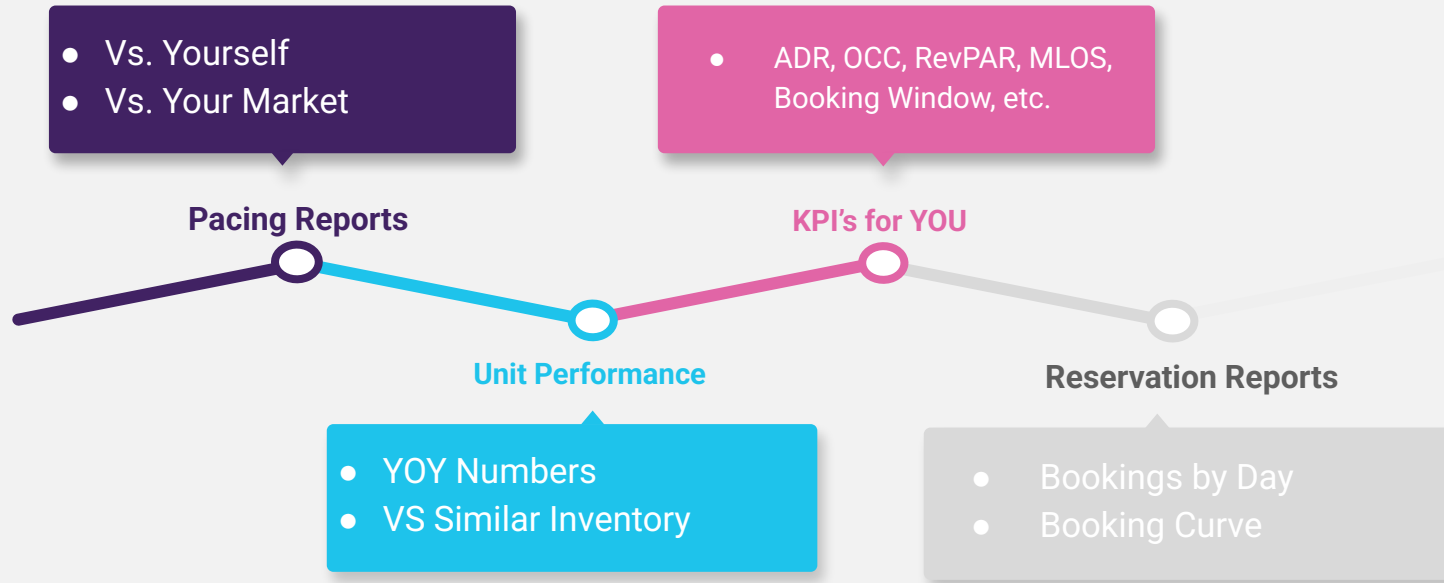 ● Vs. Yourself
● Vs. Your Market
Pacing Reports
Unit Performance
● YOY Numbers
● VS Similar Inventory
● ADR, OCC, RevPAR, MLOS,
Booking Window, etc.
KPI’s for YOU
Reservation Reports
● Bookings by Day
● Booking Curve